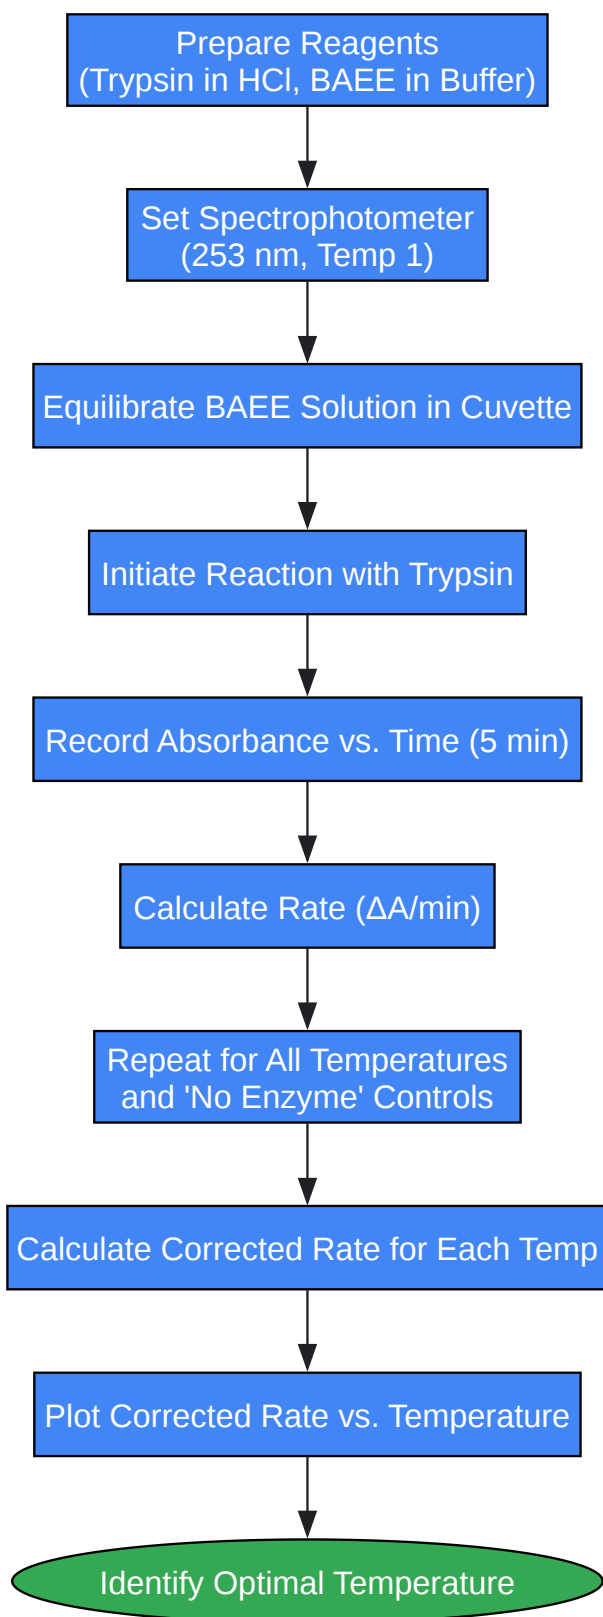 Prepare Reagents
(Trypsin in HCl, BAEE in Buffer)
Set Spectrophotometer
(253 nm, Temp 1)
Equilibrate BAEE Solution in Cuvette
Initiate Reaction with Trypsin
Record Absorbance vs. Time (5 min)
Calculate Rate (ΔA/min)
Repeat for All Temperatures
and 'No Enzyme' Controls
Calculate Corrected Rate for Each Temp
Plot Corrected Rate vs. Temperature
Identify Optimal Temperature